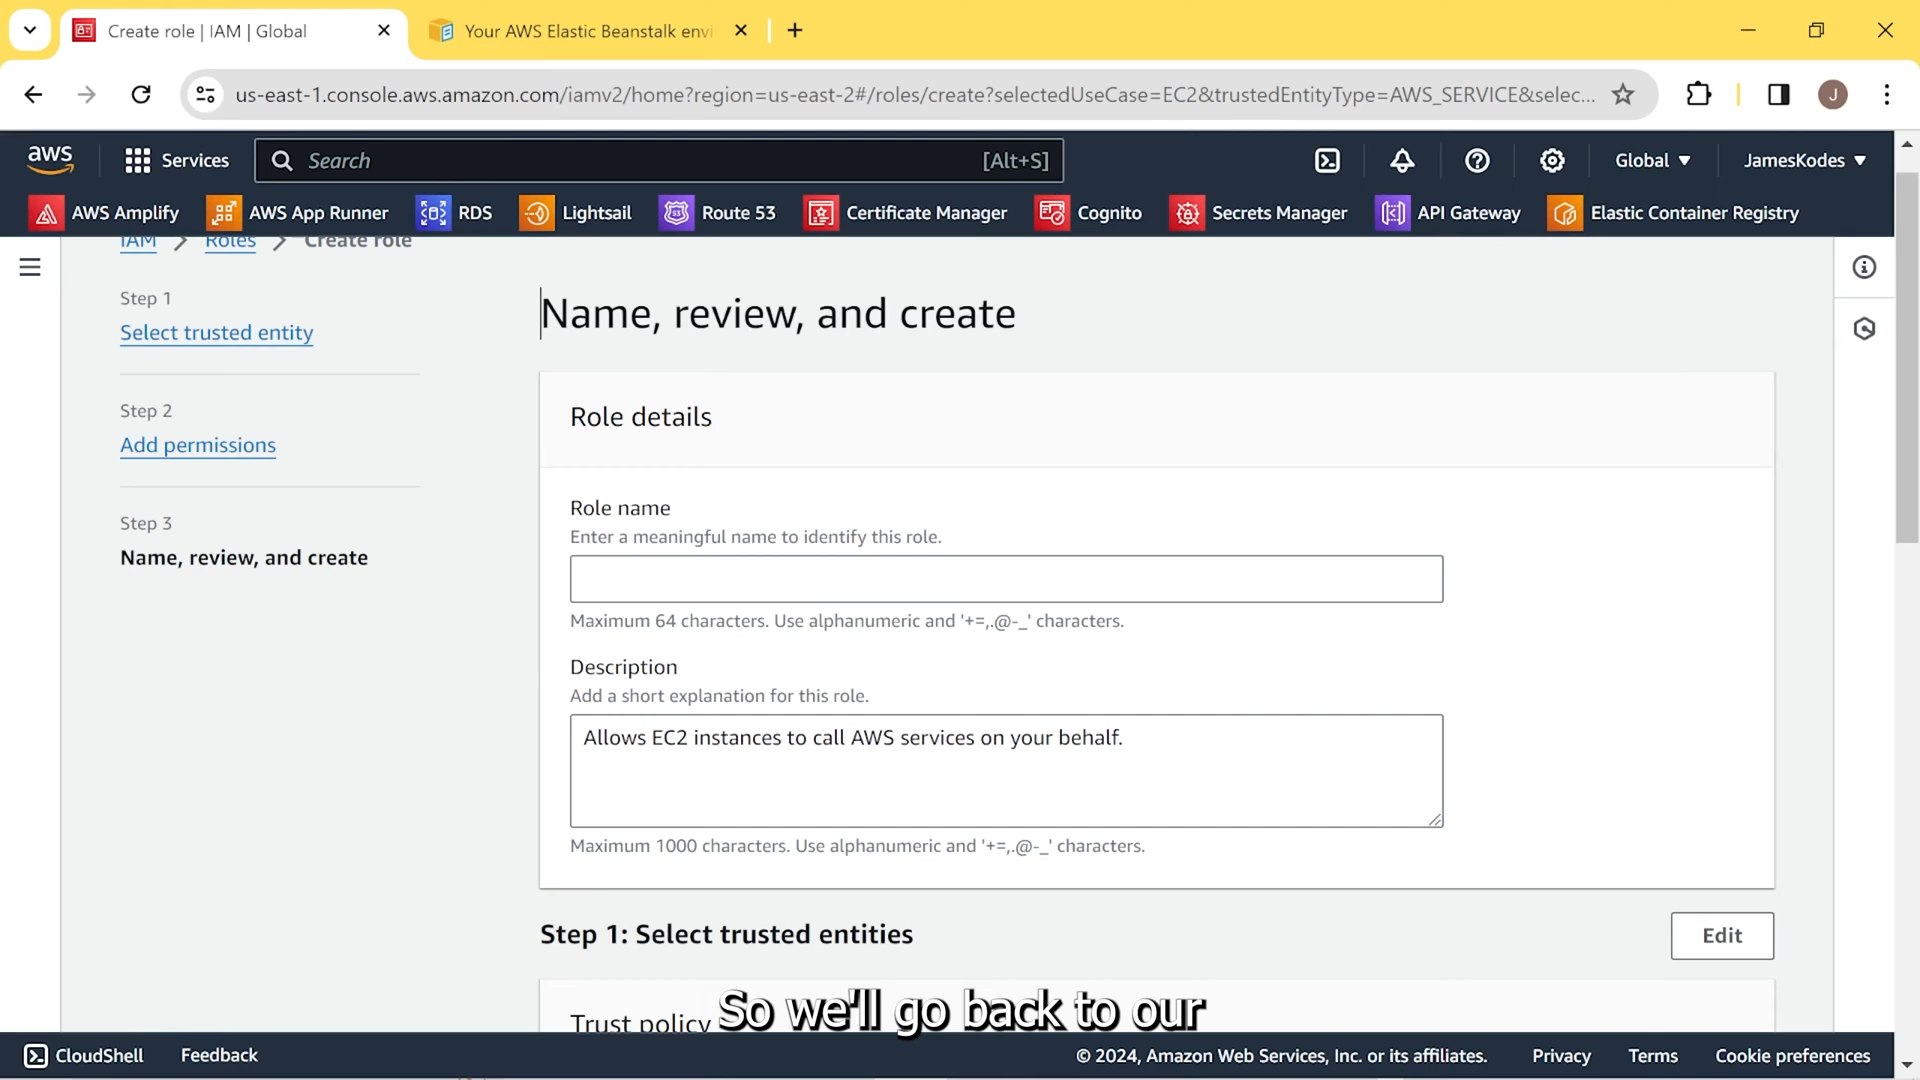 Create role | IAM | Global
Your AWS Elastic Beanstalk envi
us-east-1.console.aws.amazon.com/iamv2/home?region=us-east-2#/roles/create?selectedUseCase=EC2&trustedEntityType=AWS_SERVICE&selec...
J
aws
Services
Search
[Alt+S]
Global
JamesKodes
AWS Amplify
AWS App Runner
RDS
Lightsail
Route 53
Certificate Manager
Cognito
Secrets Manager
API Gateway
Elastic Container Registry
IAM > Roles > Create role
Step 1
Select trusted entity
Step 2
Add permissions
Step 3
Name, review, and create
Name, review, and create
Role details
Role name
Enter a meaningful name to identify this role.
Maximum 64 characters. Use alphanumeric and '+=,.@-_' characters.
Description
Add a short explanation for this role.
Allows EC2 instances to call AWS services on your behalf.
Maximum 1000 characters. Use alphanumeric and '+=,.@-_' characters.
Step 1: Select trusted entities
Edit
Trust policy
So we'll go back to our
CloudShell
Feedback
© 2024, Amazon Web Services, Inc. or its affiliates.
Privacy
Terms
Cookie preferences